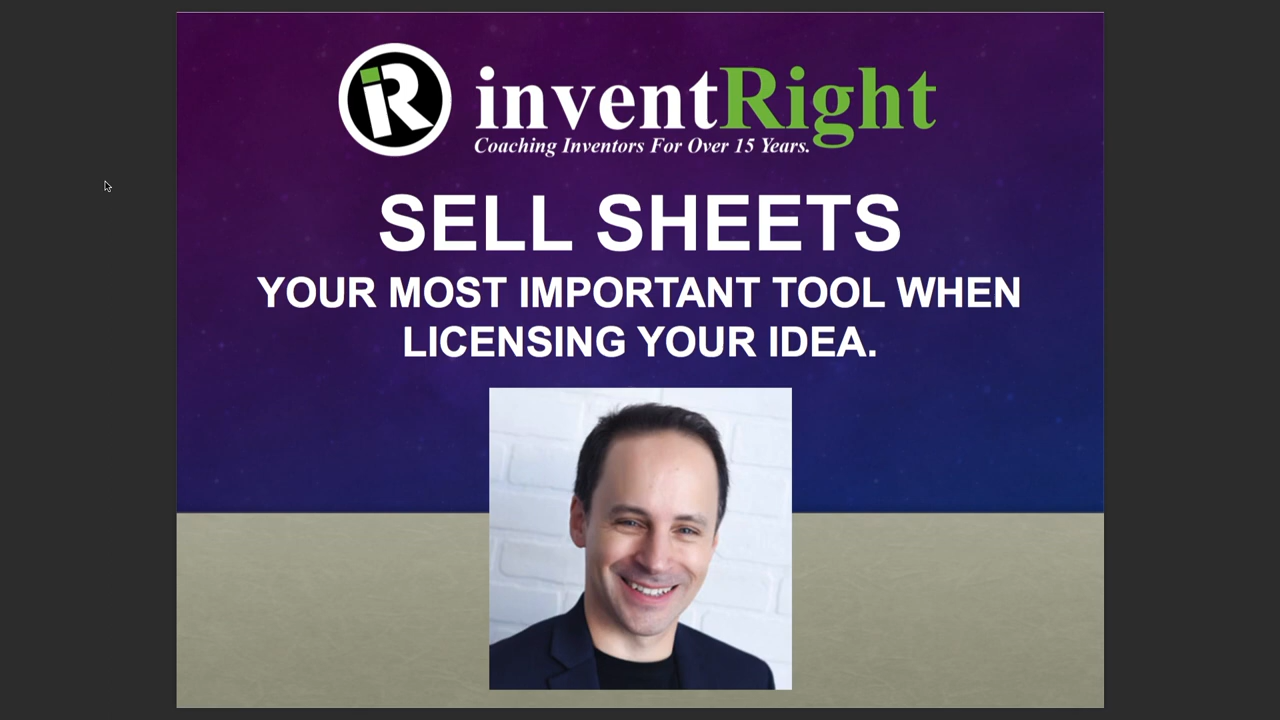 iR
inventRight
Coaching Inventors For Over 15 Years.
SELL SHEETS
YOUR MOST IMPORTANT TOOL WHEN
LICENSING YOUR IDEA.